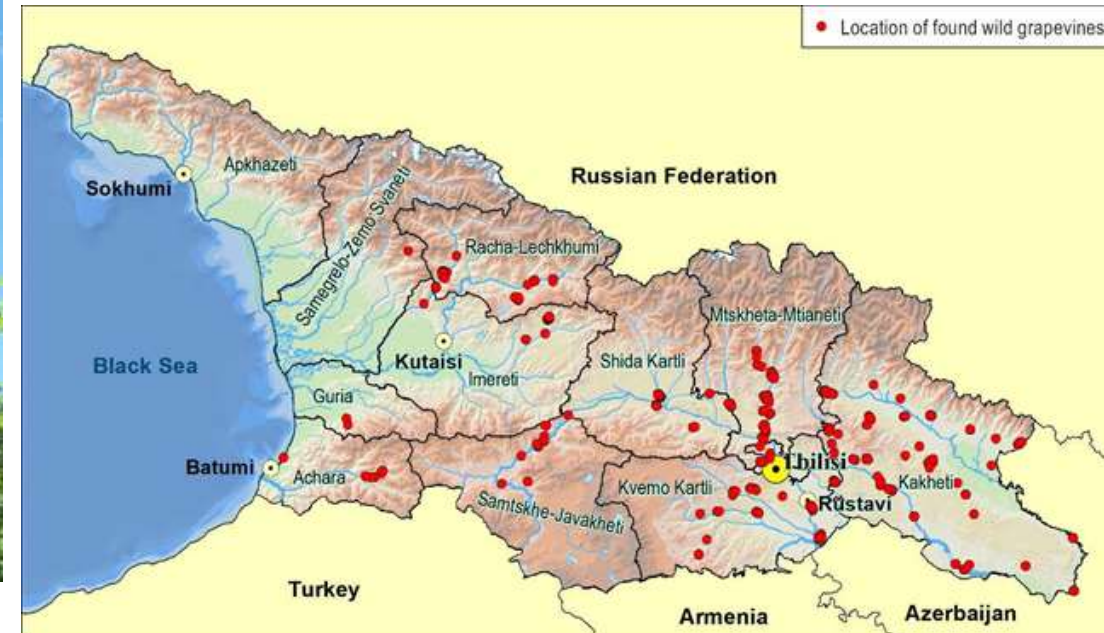 Location of found wild grapevines
Russian Federation
Apkhazeti
Sokhumi
Samegrelo-Zemo Svaneti
Racha-Lechkhumi
Mtskheta-Mtianeti
Black Sea
Kutaisi
Imereti
Shida Kartli
Guria
Batumi
Achara
Tbilisi
Kakheti
Samtskhe-Javakheti
Kvemo Kartli
Rustavi
Turkey
Armenia
Azerbaijan